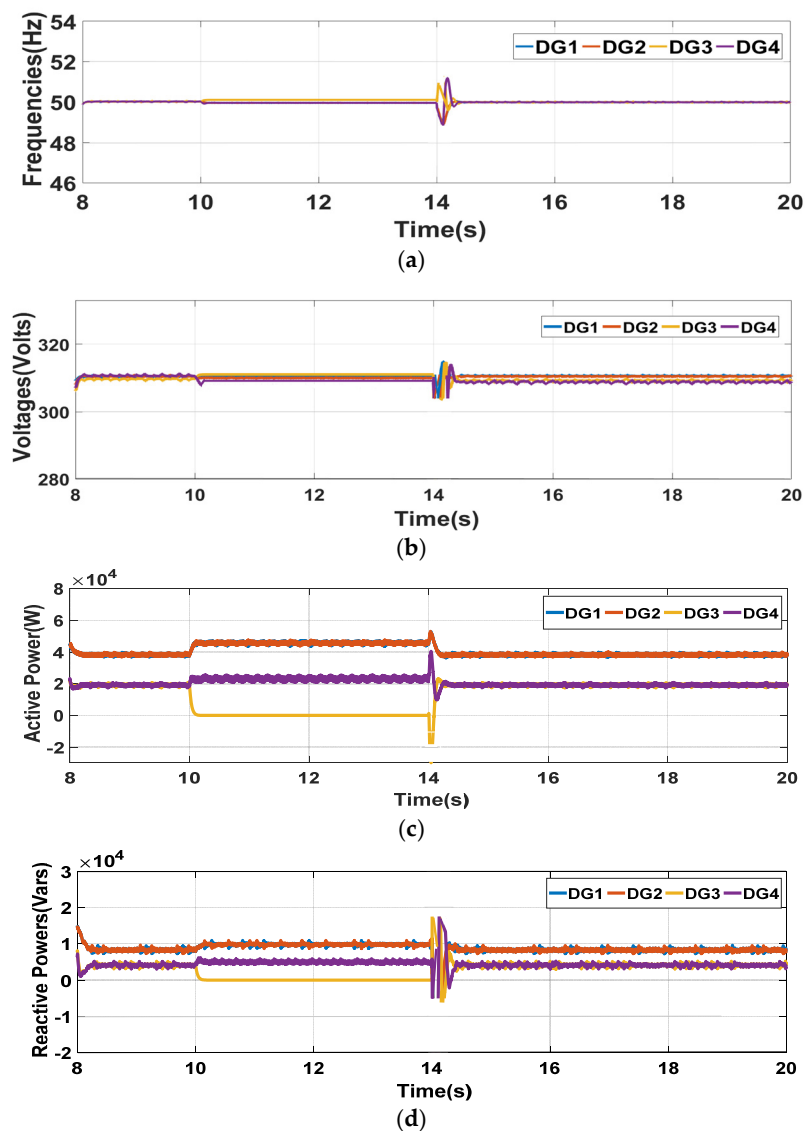 54
DG1 DG2 DG3 DG4
52
50
48
46
8 10 12 14 16 18 20
Frequencies(Hz)
Time(s)
(a)
DG1 DG2 DG3 DG4
320
300
280
8 10 12 14 16 18 20
Voltages(Volts)
Time(s)
(b)
×10⁴
8
DG1 DG2 DG3 DG4
6
4
2
0
-2
8 10 12 14 16 18 20
Active Power(W)
Time(s)
(c)
×10⁴
3
DG1 DG2 DG3 DG4
2
1
0
-1
-2
8 10 12 14 16 18 20
Reactive Powers(Vars)
Time(s)
(d)